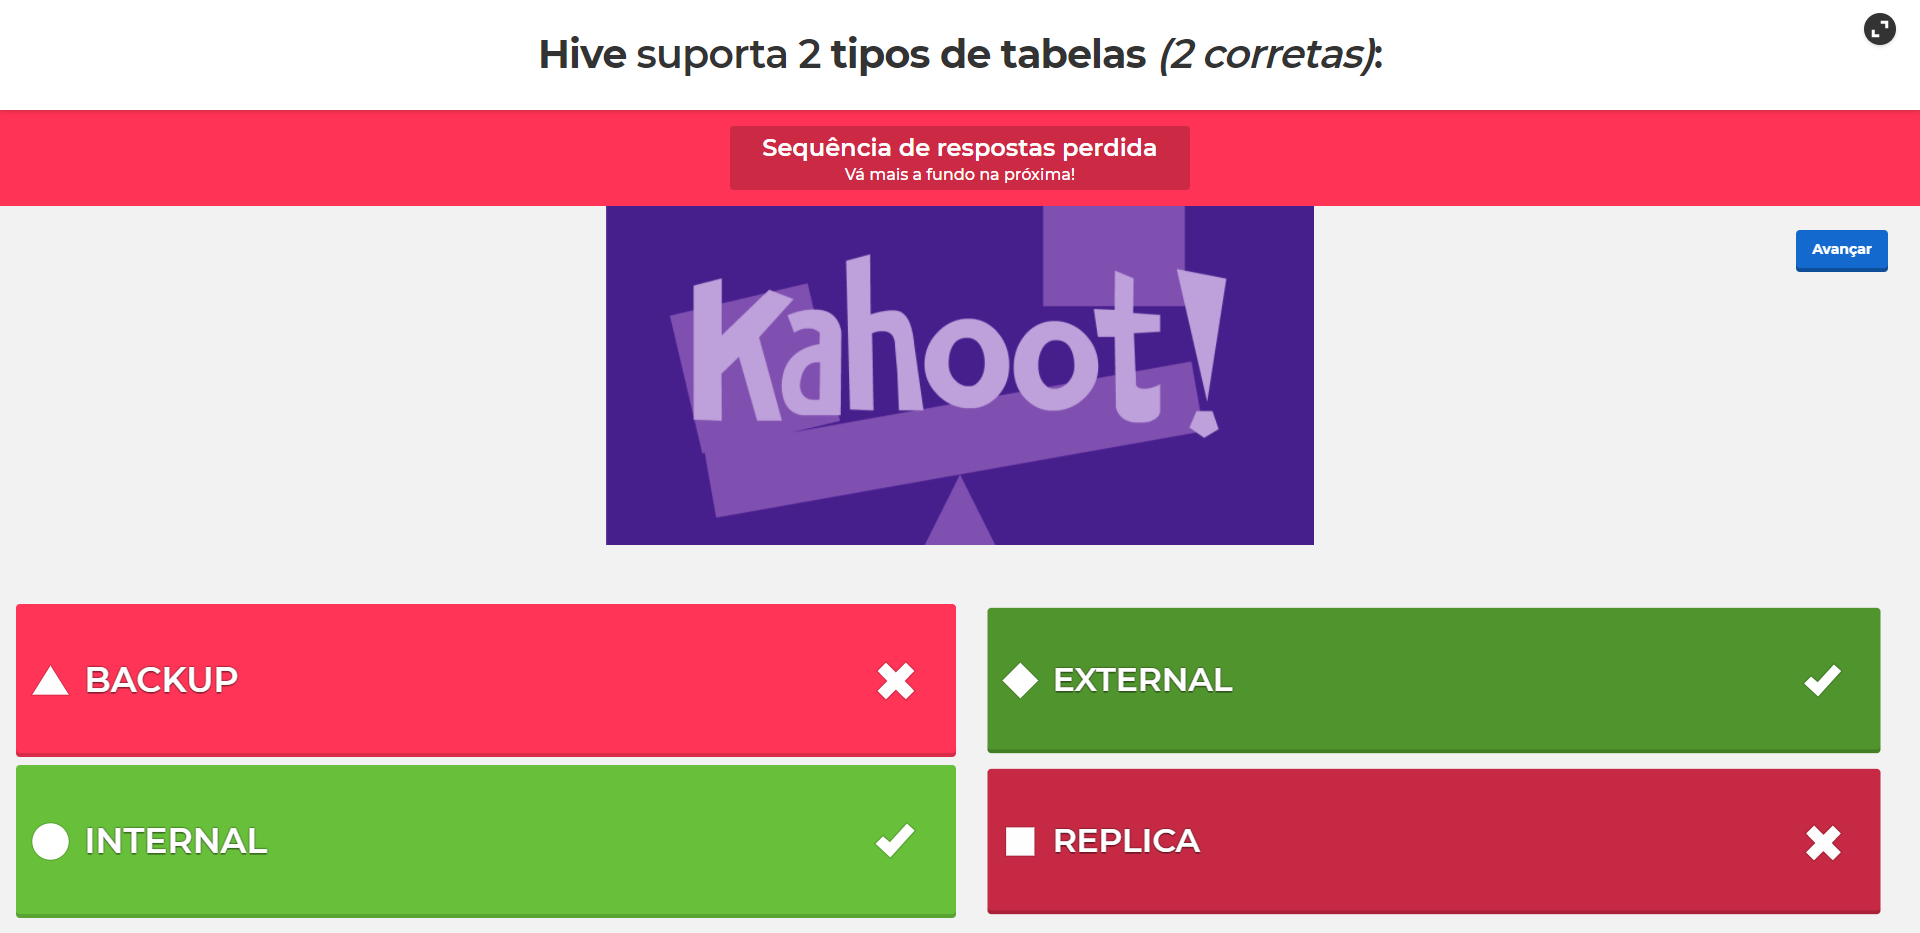 Hive suporta 2 tipos de tabelas (2 corretas):
Sequência de respostas perdida
Vá mais a fundo na próxima!
Avançar
Kahoot!
BACKUP
EXTERNAL
INTERNAL
REPLICA